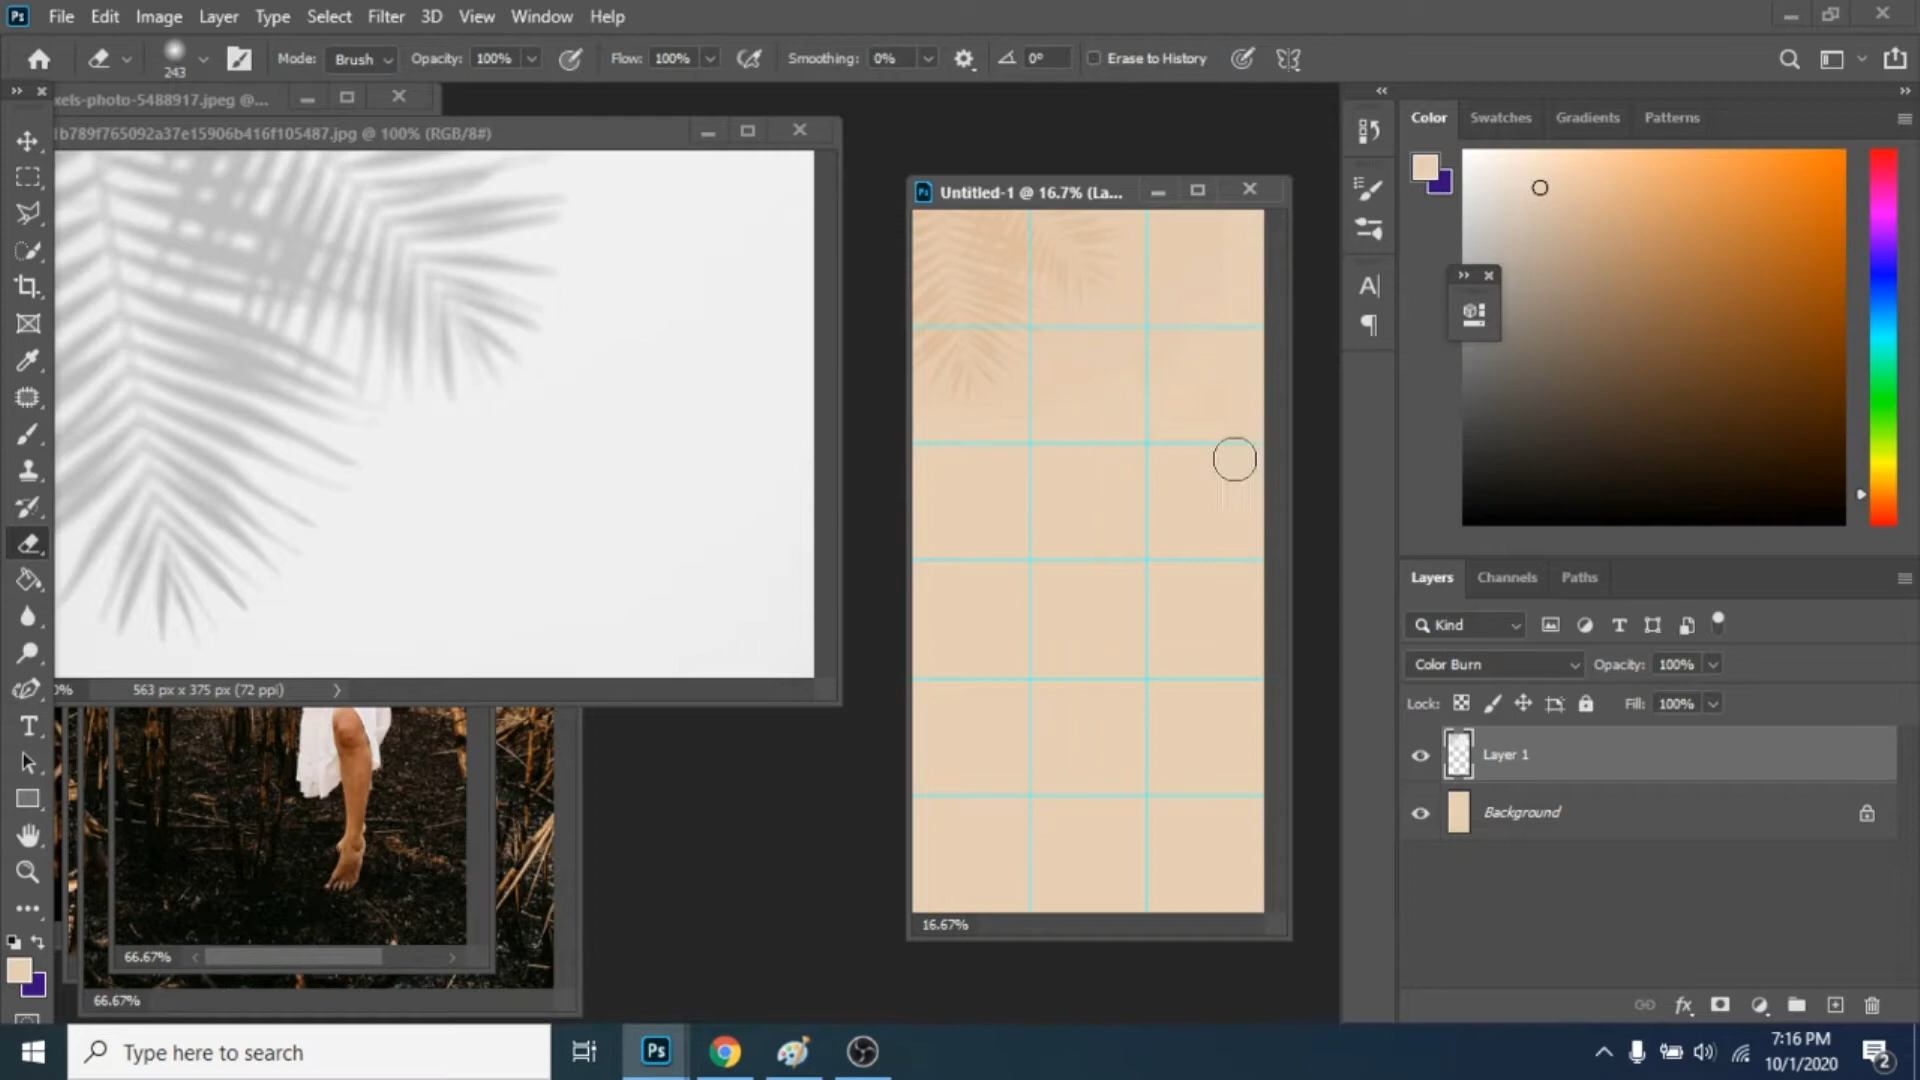 Ps File Edit Image Layer Type Select Filter 3D View Window Help
243 Mode: Brush Opacity: 100% Flow: 100% Smoothing: 0% 0° Erase to History
xels-photo-5488917.jpeg @...
1b789f765092a37e15906b416f105487.jpg @ 100% (RGB/8#)
Ps Untitled-1 @ 16.7% (La...
Color Swatches Gradients Patterns
Layers Channels Paths
Kind
Color Burn Opacity: 100%
Lock: Fill: 100%
Layer 1
Background
0% 563 px x 375 px (72 ppi)
16.67%
66.67%
66.67%
Type here to search
Ps
7:16 PM
10/1/2020
2